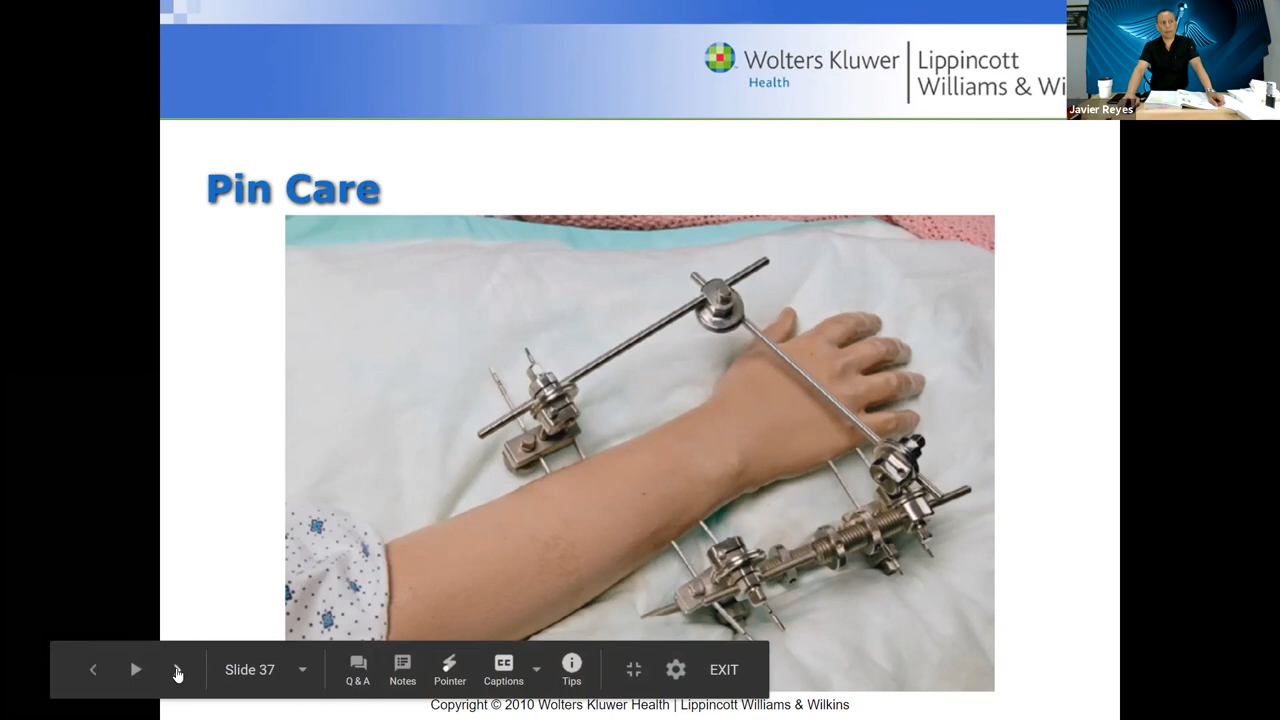 Wolters Kluwer
Health
Lippincott
Williams & Wi
Javier Reyes
Pin Care
Slide 37
Q & A
Notes
Pointer
CC
Captions
Tips
EXIT
Copyright © 2010 Wolters Kluwer Health | Lippincott Williams & Wilkins